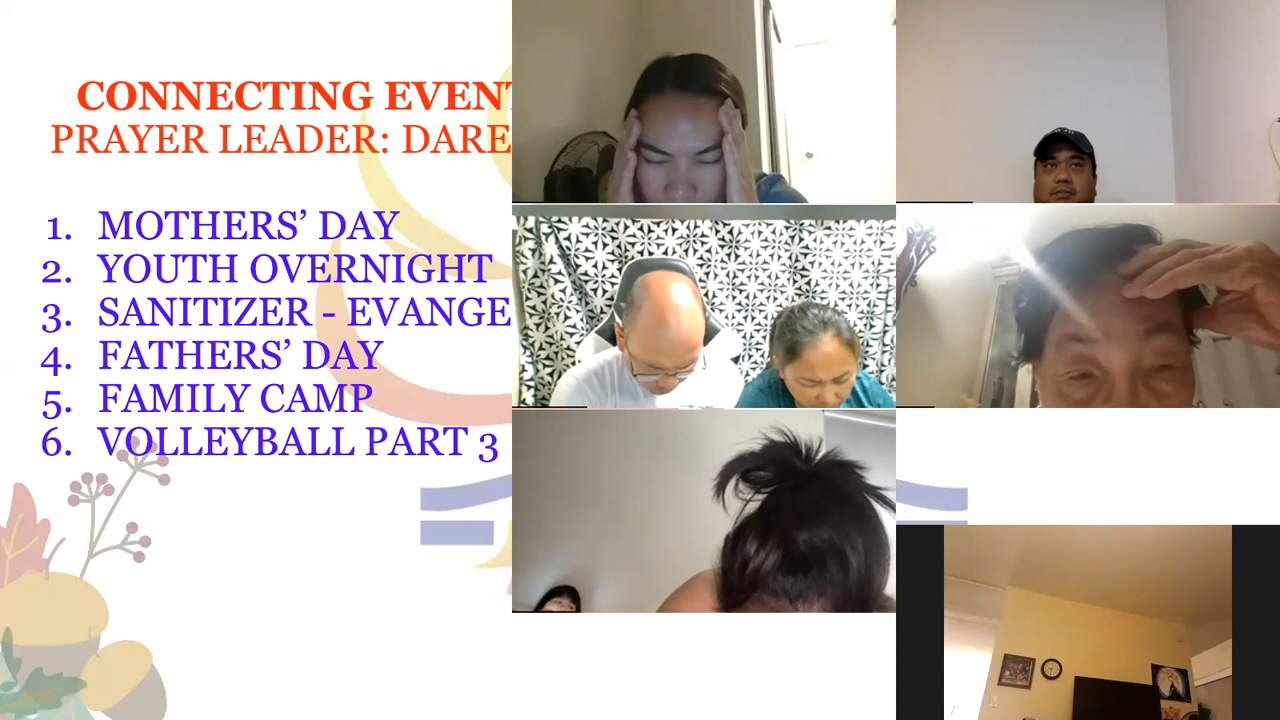 CONNECTING EVENT
PRAYER LEADER: DARE
1. MOTHERS’ DAY
2. YOUTH OVERNIGHT
3. SANITIZER - EVANGE
4. FATHERS’ DAY
5. FAMILY CAMP
6. VOLLEYBALL PART 3